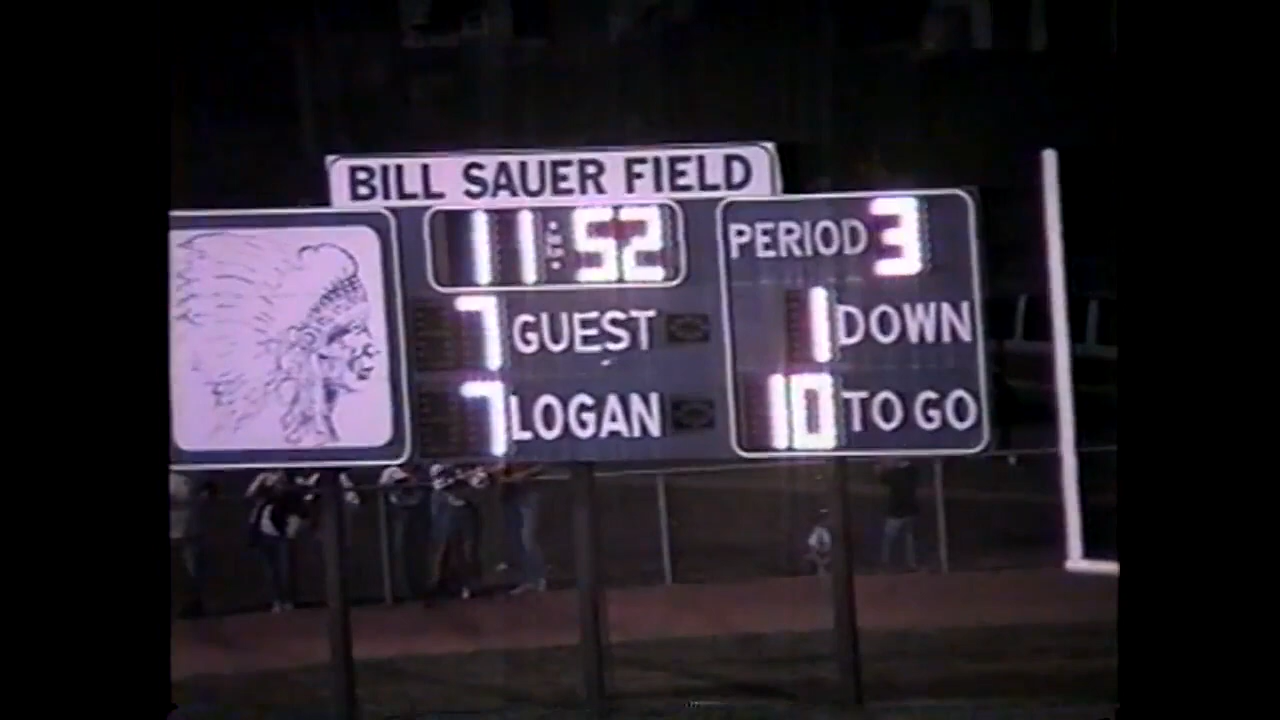 BILL SAUER FIELD
11:52
PERIOD 3
7 GUEST
1 DOWN
7 LOGAN
10 TO GO